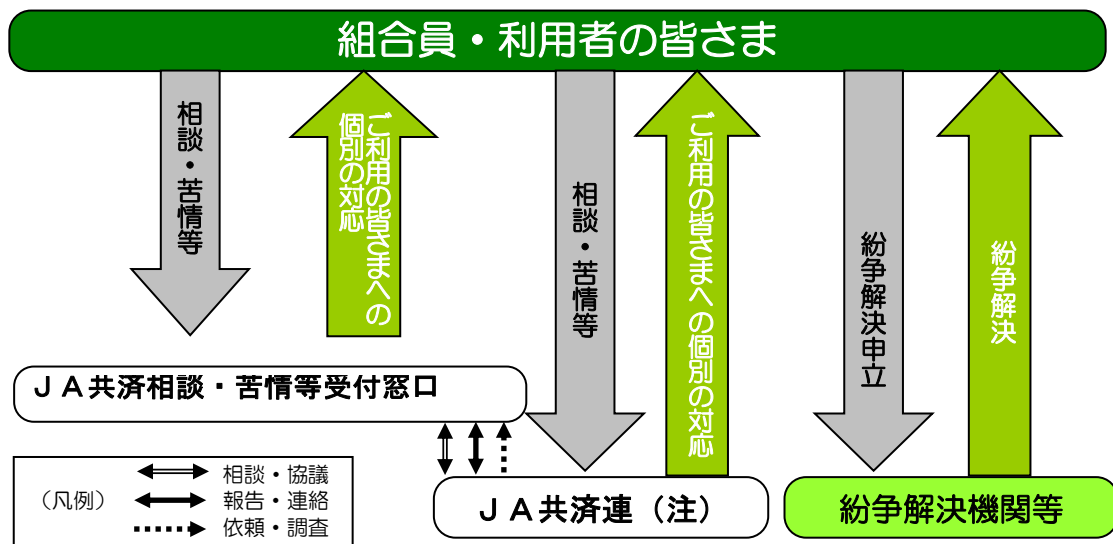 組合員・利用者の皆さま
相談・苦情等
ご利用の皆さまへの
個別の対応
相談・苦情等
ご利用の皆さまへの個別の対応
紛争解決申立
紛争解決
ＪＡ共済相談・苦情等受付窓口
（凡例）
相談・協議
報告・連絡
依頼・調査
ＪＡ共済連（注）
紛争解決機関等